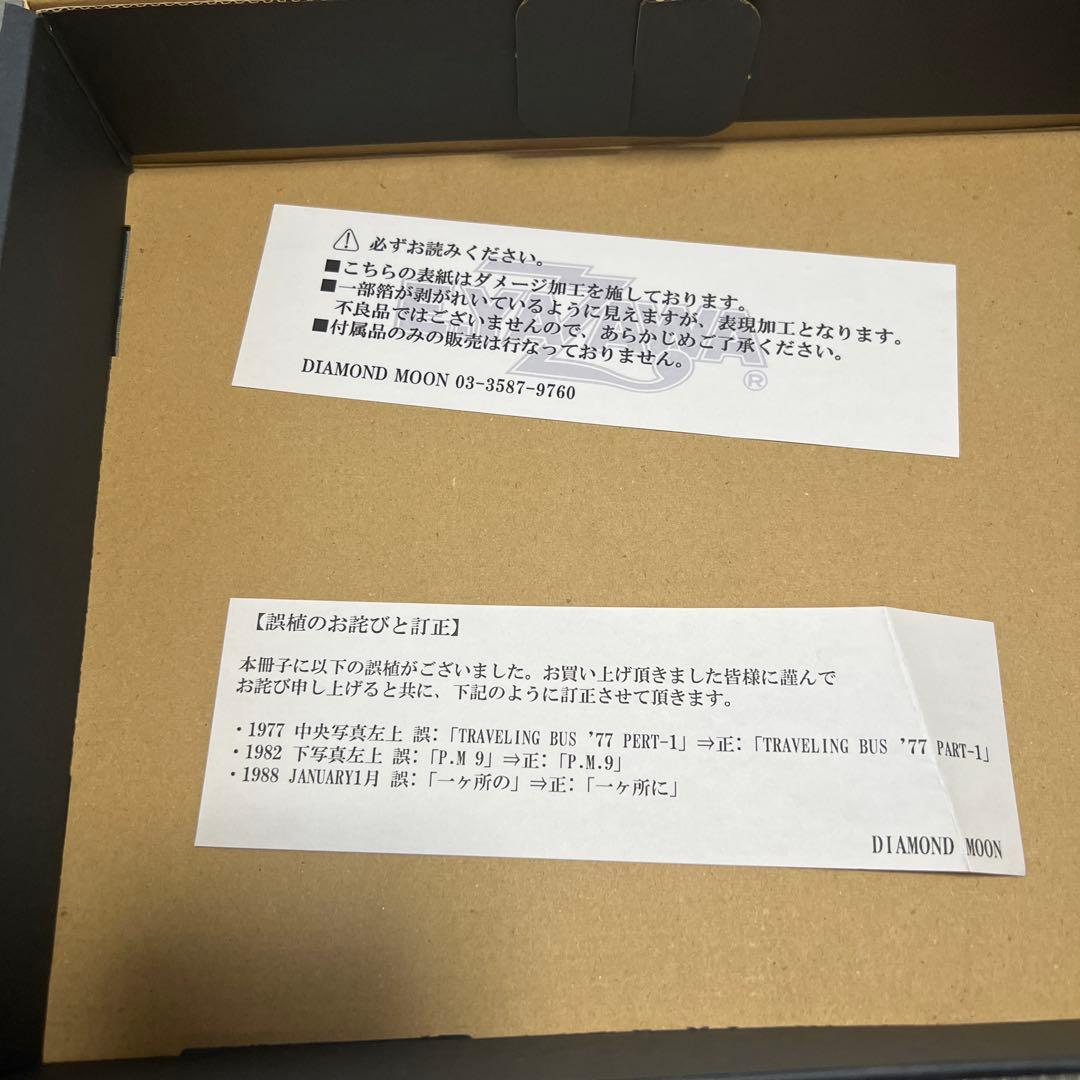 ⚠ 必ずお読みください。
■こちらの表紙はダメージ加工を施しております。
■一部箔が剥がれいているように見えますが、表現加工となります。
不良品ではございませんので、あらかじめご了承ください。
■付属品のみの販売は行なっておりません。
E.YAZAWA®
DIAMOND MOON 03-3587-9760
【誤植のお詫びと訂正】
本冊子に以下の誤植がございました。お買い上げ頂きました皆様に謹んで
お詫び申し上げると共に、下記のように訂正させて頂きます。
・1977 中央写真左上 誤:「TRAVELING BUS ’77 PERT-1」⇒正:「TRAVELING BUS ’77 PART-1」
・1982 下写真左上 誤:「P.M 9」⇒正:「P.M.9」
・1988 JANUARY1月 誤:「一ヶ所の」⇒正:「一ヶ所に」
DIAMOND MOON